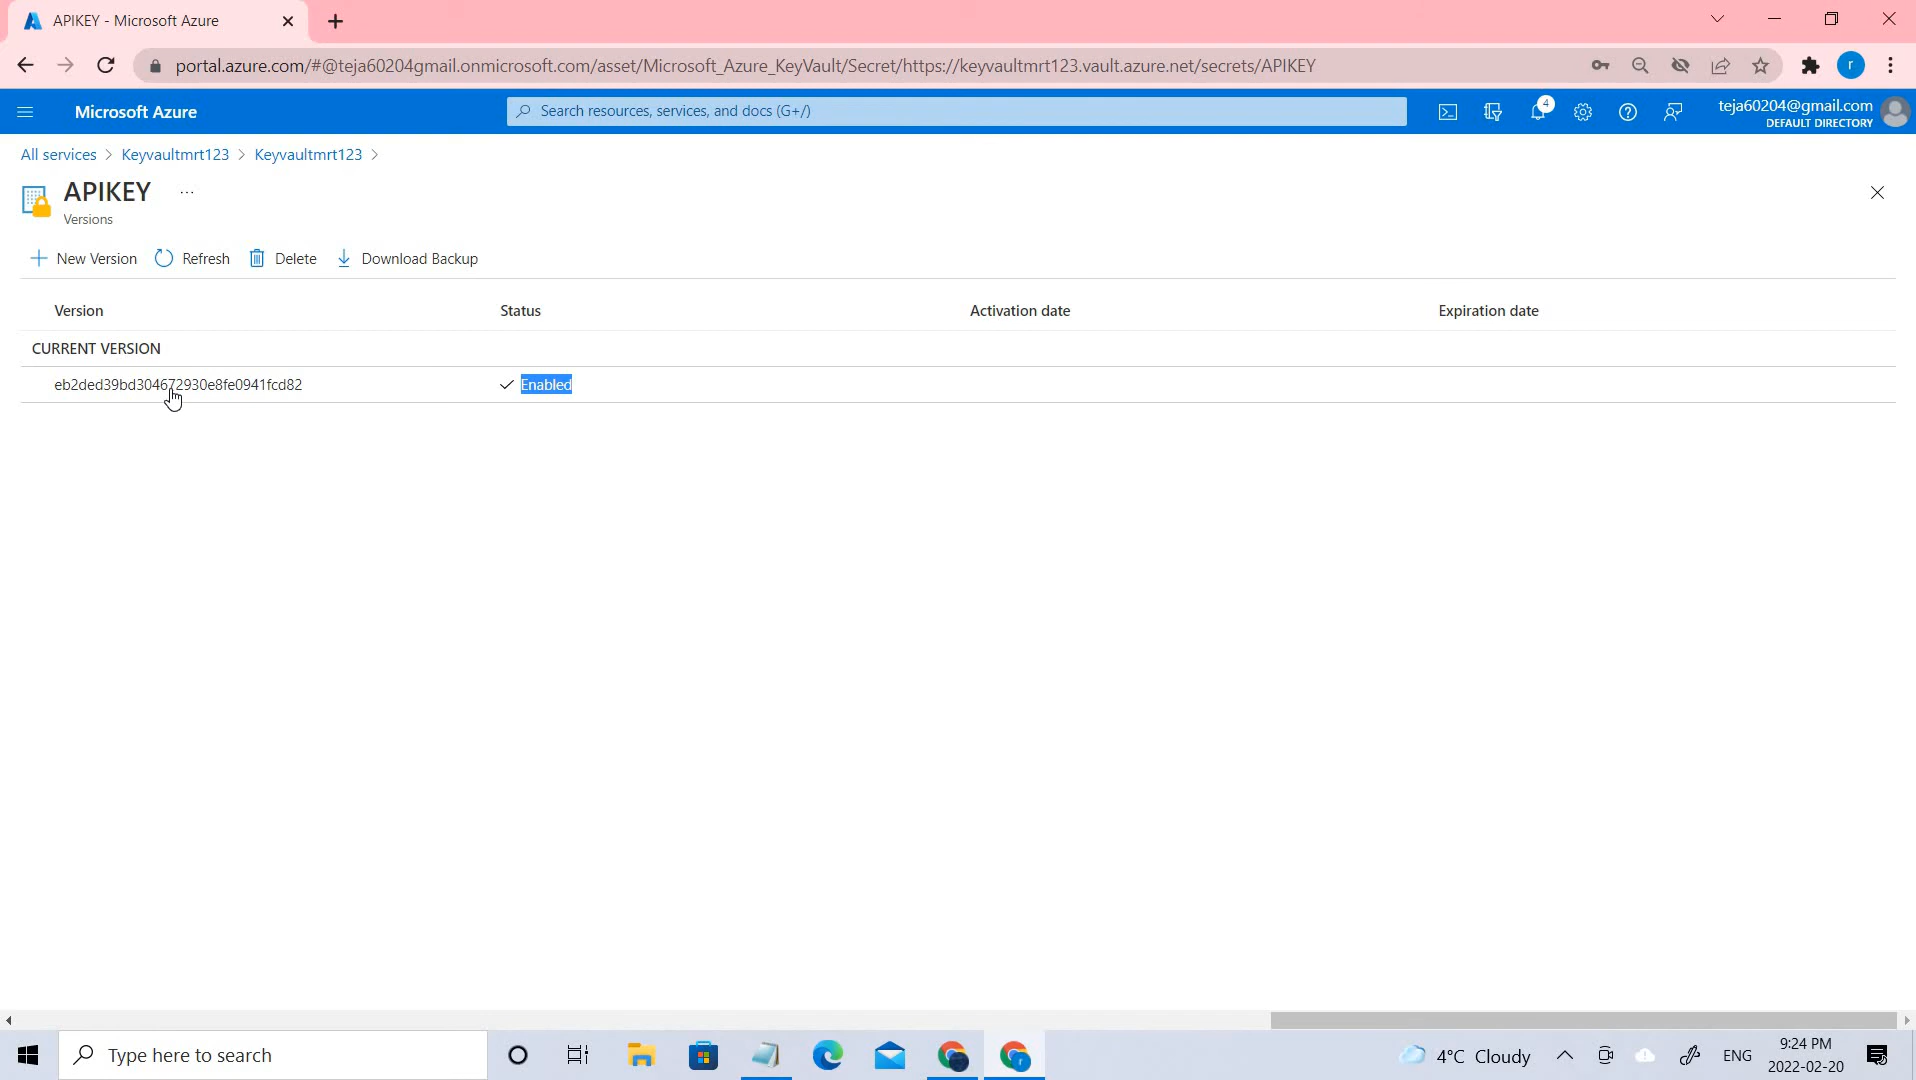 APIKEY - Microsoft Azure
portal.azure.com/#@teja60204gmail.onmicrosoft.com/asset/Microsoft_Azure_KeyVault/Secret/https://keyvaultmrt123.vault.azure.net/secrets/APIKEY
r
Microsoft Azure
Search resources, services, and docs (G+/)
4
teja60204@gmail.com
DEFAULT DIRECTORY
All services > Keyvaultmrt123 > Keyvaultmrt123 >
APIKEY ...
Versions
New Version Refresh Delete Download Backup
Version Status Activation date Expiration date
CURRENT VERSION
eb2ded39bd304672930e8fe0941fcd82 Enabled
Type here to search
r
4°C Cloudy
ENG
9:24 PM
2022-02-20